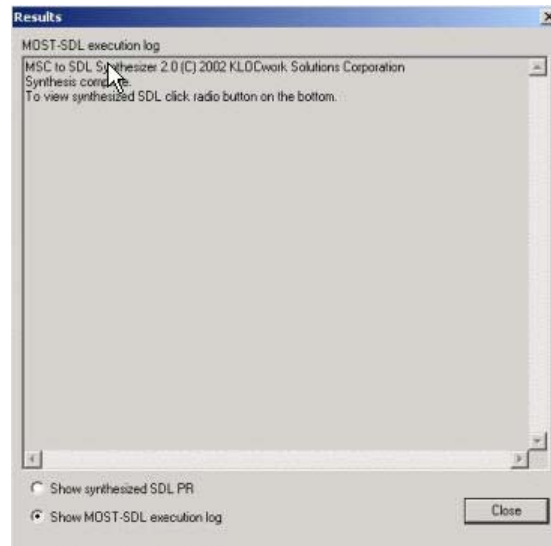 Results
MOST-SDL execution log
MSC to SDL Synthesizer 2.0 (C) 2002 KLOCwork Solutions Corporation
Synthesis complete.
To view synthesized SDL click radio button on the bottom.
Show synthesized SDL PR
Show MOST-SDL execution log
Close